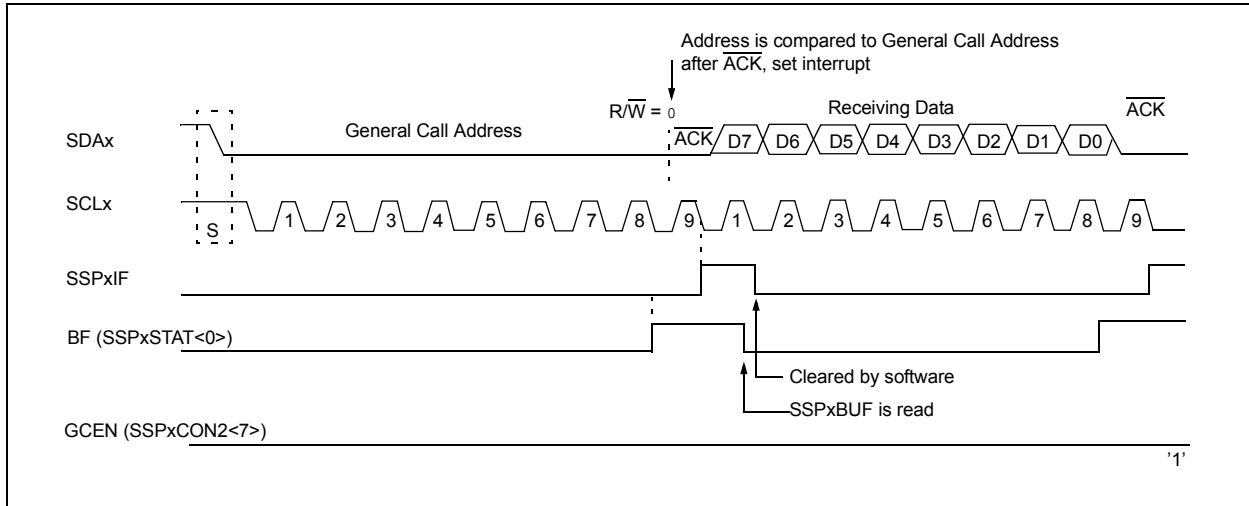 Address is compared to General Call Address
after ACK, set interrupt
R/W = 0
Receiving Data
ACK
SDAx
General Call Address
ACK D7 D6 D5 D4 D3 D2 D1 D0
SCLx
S 1 2 3 4 5 6 7 8 9 1 2 3 4 5 6 7 8 9
SSPxIF
BF (SSPxSTAT<0>)
Cleared by software
SSPxBUF is read
GCEN (SSPxCON2<7>)
’1’